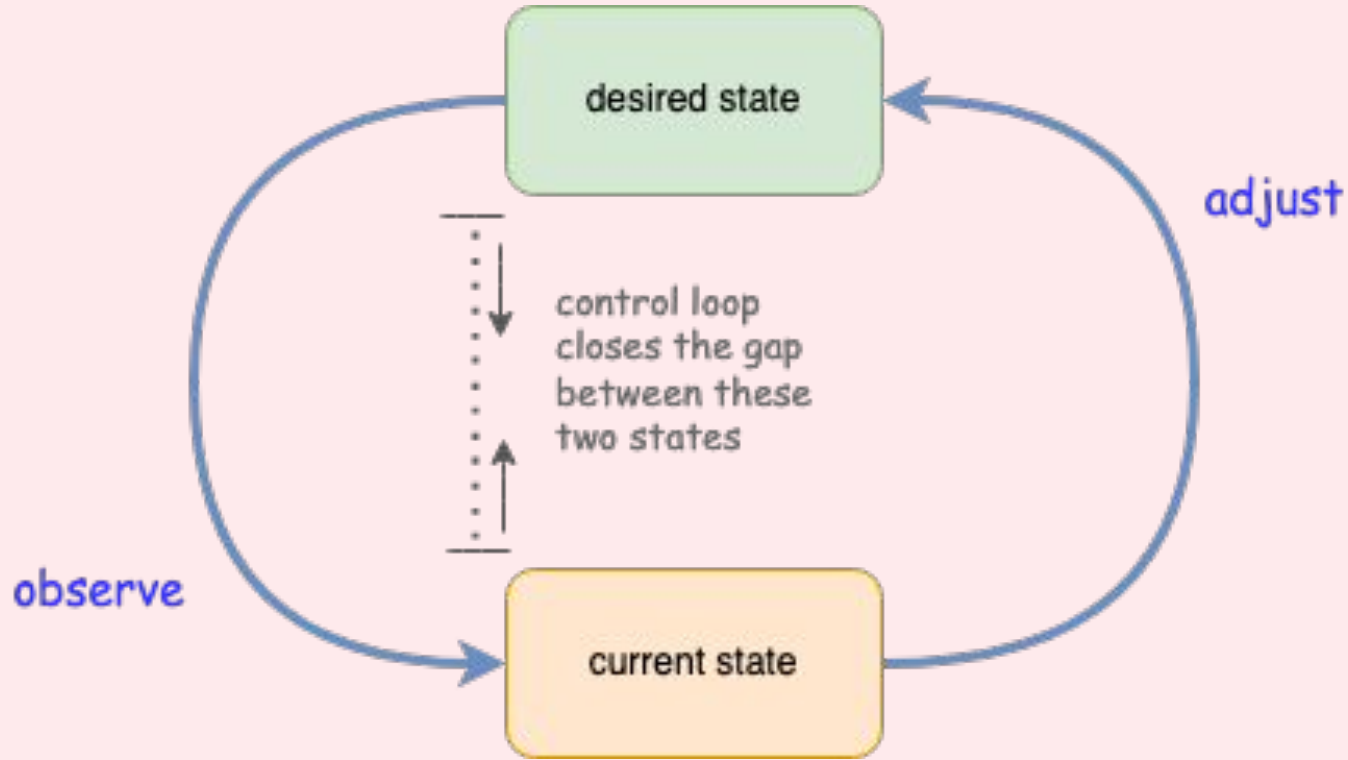 desired state
adjust
control loop
closes the gap
between these
two states
observe
current state